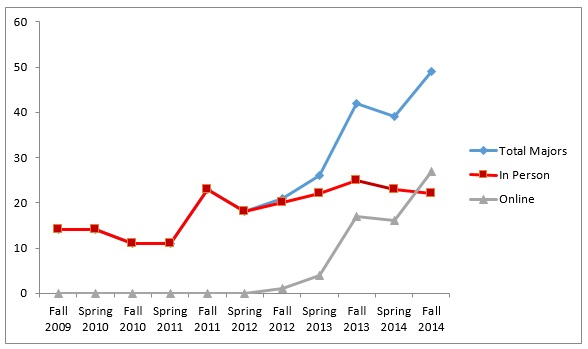 60
50
40
30
20
10
0
Fall Spring Fall Spring Fall Spring Fall Spring Fall Spring Fall
2009 2010 2010 2011 2011 2012 2012 2013 2013 2014 2014
Total Majors
In Person
Online